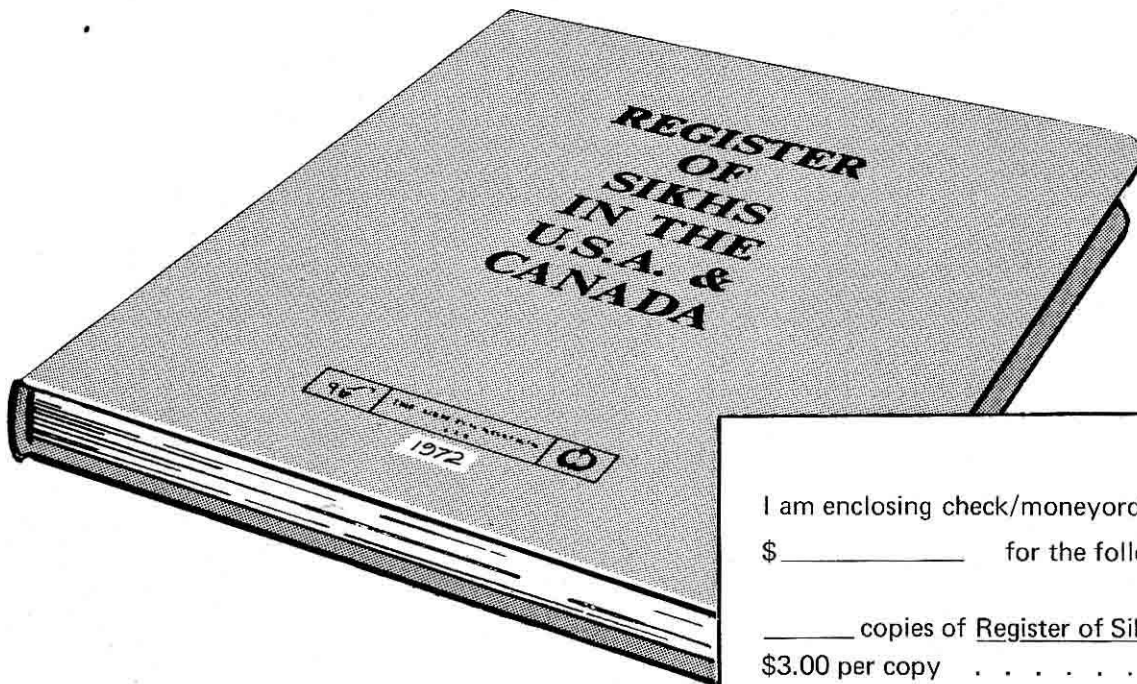 REGISTER
OF
SIKHS
IN THE
U.S.A. &
CANADA
1972
I am enclosing check/moneyord
$ for the follo
copies of Register of Sik
$3.00 per copy . . . . . .